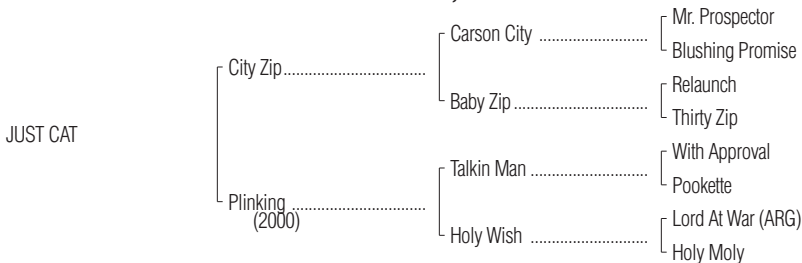 Mr. Prospector
Carson City ..............................
Blushing Promise
City Zip.......................................
Relaunch
Baby Zip.....................................
Thirty Zip
JUST CAT
With Approval
Talkin Man ................................
Pookette
Plinking .....................................
(2000)
Lord At War (ARG)
Holy Wish ................................
Holy Moly